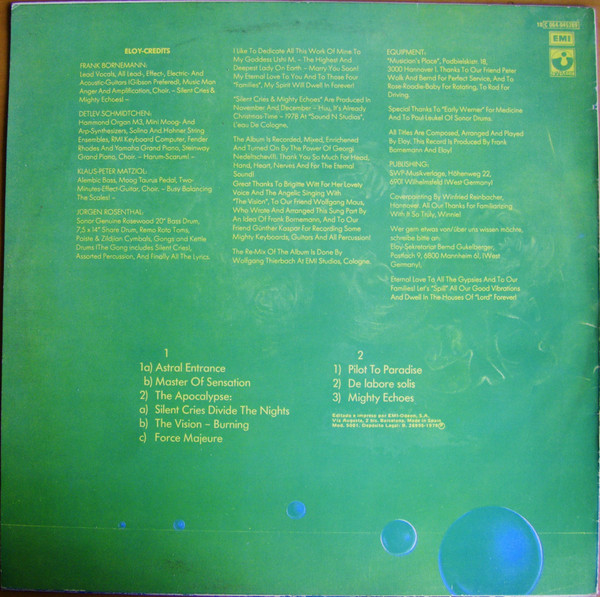 EMI
ELOY-CREDITS
FRANK BORNEMANN:
Lead Vocals, All Lead-, Effect-, Electric- And
Acoustic-Guitars (Gibson Prefered), Music Man
Anger And Amplification, Choir. – Silent Cries &
Mighty Echoes! –
DETLEV SCHMIDTCHEN:
Hammond Organ M3, Mini Moog- And
Arp-Synthesizers, Solina And Hohner String
Ensembles, RMI Keyboard Computer, Fender
Rhodes And Yamaha Grand Piano, Steinway
Grand Piano, Choir. – Harum-Scarum! –
KLAUS-PETER MATZIOL:
Alembic Bass, Moog Taurus Pedal, Two-
Minutes-Effect-Guitar, Choir. – Busy Balancing
The Scales! –
JÜRGEN ROSENTHAL:
Sonor Genuine Rosewood 20" Bass Drum,
7,5 x 14" Snare Drum, Remo Roto Toms,
Paiste & Zildjian Cymbals, Gongs and Kettle
Drums (The Gong includes Silent Cries),
Assorted Percussion, And Finally All The Lyrics.
I Like To Dedicate All This Work Of Mine To
My Goddess Ushi M. – The Highest And
Deepest Lady On Earth – Marry You Soon!
My Eternal Love To You And To Those Four
"Families", My Spirit Will Dwell In Forever!
"Silent Cries & Mighty Echoes" Are Produced In
November And December – Huu, It's Already
Christmas-Time – 1978 At "Sound N Studios",
L'eau De Cologne,
The Album Is Recorded, Mixed, Enrichened
And Turned On By The Power Of Georgi
Nedeltschev!!!. Thank You So Much For Head,
Hand, Heart, Nerves And For The Eternal
Sound!
Great Thanks To Brigitte Witt For Her Lovely
Voice And The Angelic Singing With
"The Vision", To Our Friend Wolfgang Maus,
Who Wrote And Arranged This Sung Part By
An Idea Of Frank Bornemann, And To Our
Friend Günther Kaspar For Recording Some
Mighty Keyboards, Guitars And All Percussion!
The Re-Mix Of The Album Is Done By
Wolfgang Thierbach At EMI Studios, Cologne.
EQUIPMENT:
"Musician's Place", Podbielskistr. 18,
3000 Hannover 1, Thanks To Our Friend Peter
Walk And Bernd For Perfect Service, And To
Rose-Roadie-Baby For Rotating, To Rod For
Driving.
Special Thanks To "Early Werner" For Medicine
And To Paul Leukel Of Sonor Drums.
All Titles Are Composed, Arranged And Played
By Eloy. This Record Is Produced By Frank
Bornemann And Eloy!
PUBLISHING:
SWP-Musikverlage, Höhenweg 22,
6901 Wilhelmsfeld (West Germany)
Coverpainting By Winfried Reinbacher,
Hannover. All Our Thanks For Familiarizing
With It So Truly, Winnie!
Wer gern etwas von/über uns wissen möchte,
schreibe bitte an:
Eloy-Sekretariat Bernd Gukelberger,
Postfach 9, 6800 Mannheim 61, (West
Germany),
Eternal Love To All The Gypsies And To Our
Families! Let's "Spill" All Our Good Vibrations
And Dwell In The Houses Of "Lord" Forever!
1
1a) Astral Entrance
b) Master Of Sensation
2) The Apocalypse:
a) Silent Cries Divide The Nights
b) The Vision – Burning
c) Force Majeure
2
1) Pilot To Paradise
2) De labore solis
3) Mighty Echoes
Editado e impreso por EMI-Odeon, S.A.